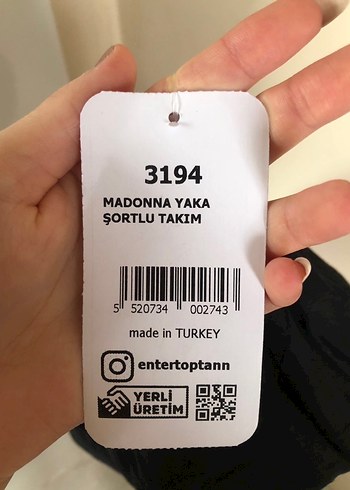 3194
MADONNA YAKA
ŞORTLU TAKIM
5 520734 002743
made in TURKEY
entertoptann
YERLİ
ÜRETİM